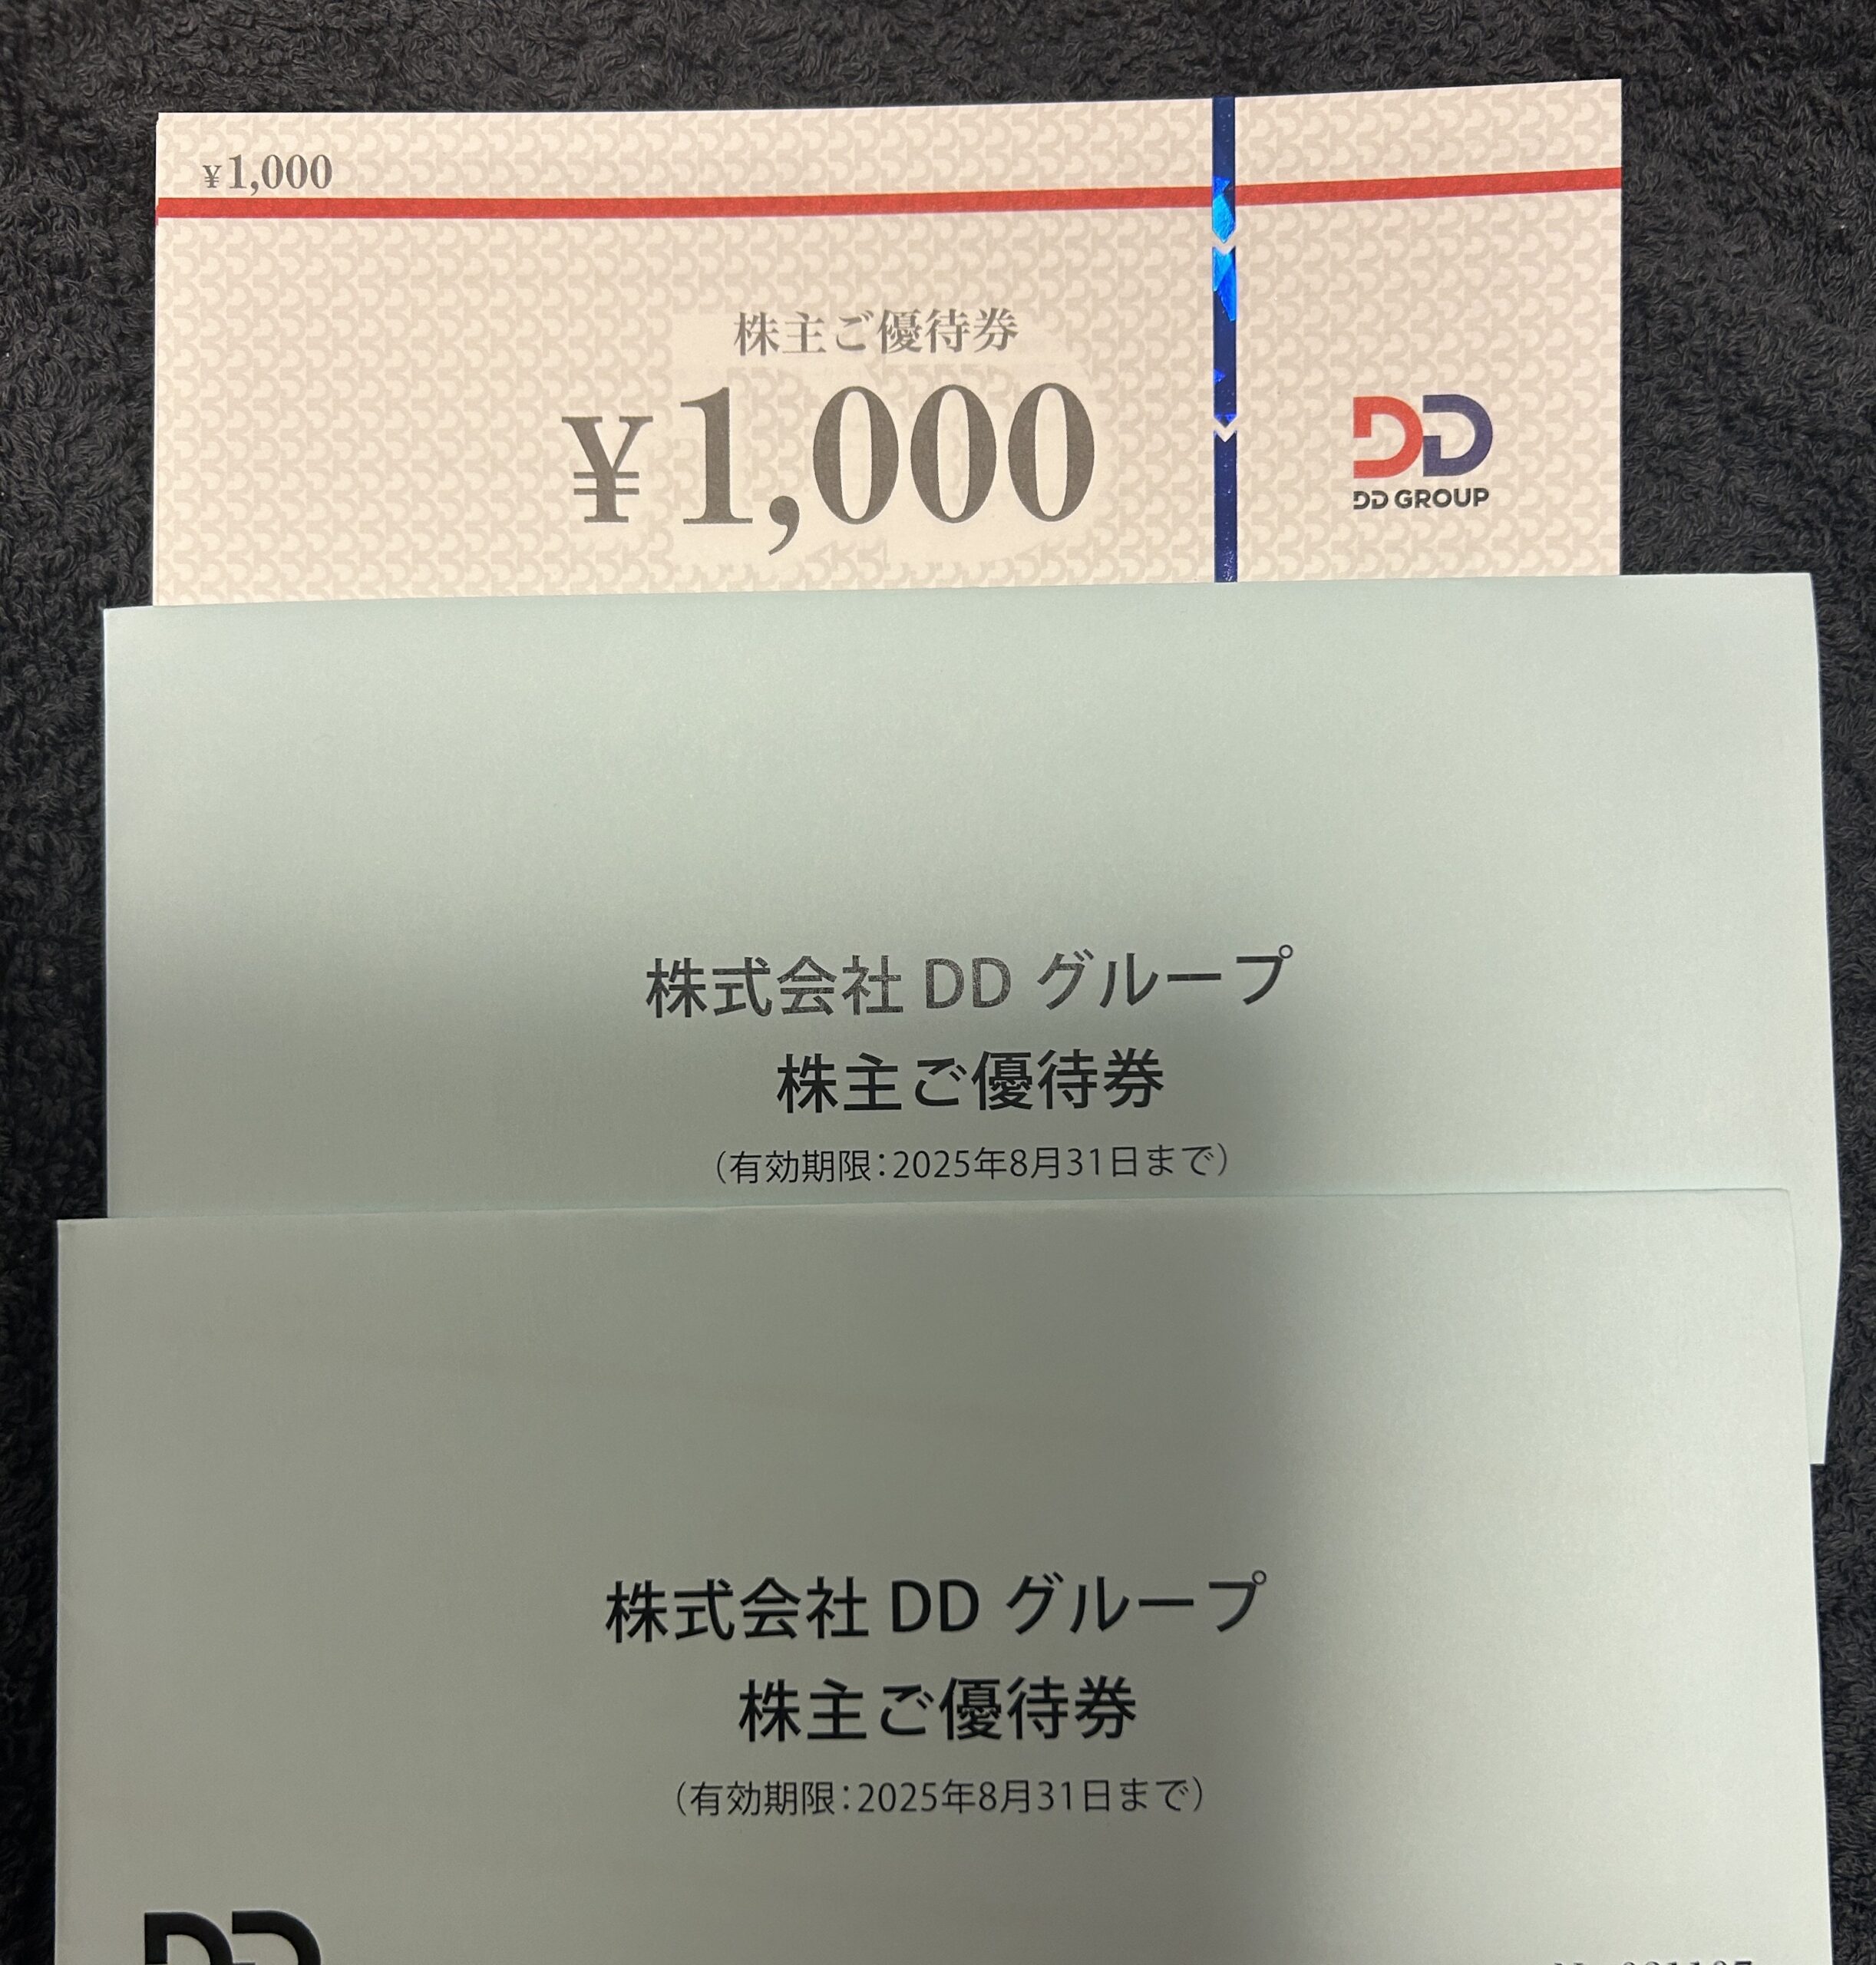 ¥1,000
株主ご優待券
¥1,000
DD
DD GROUP
株式会社 DD グループ
株主ご優待券
（有効期限：2025年8月31日まで）
株式会社 DD グループ
株主ご優待券
（有効期限：2025年8月31日まで）
DD